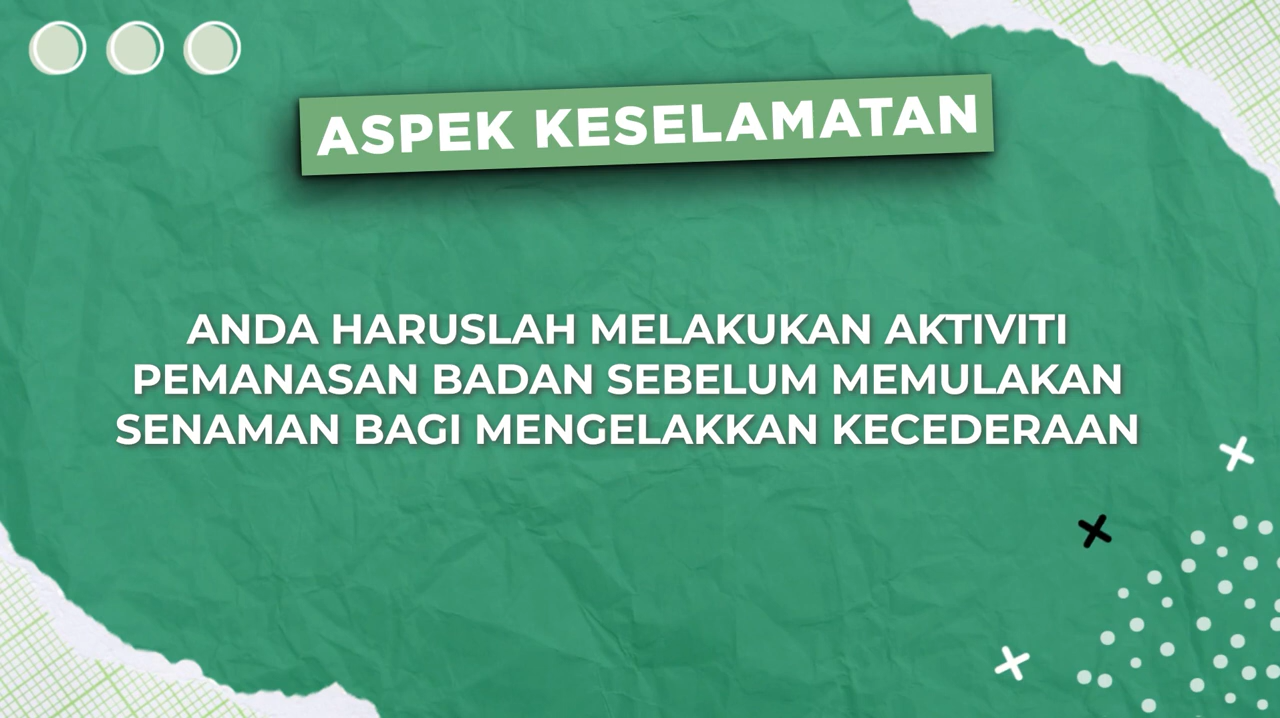 ASPEK KESELAMATAN
ANDA HARUSLAH MELAKUKAN AKTIVITI
PEMANASAN BADAN SEBELUM MEMULAKAN
SENAMAN BAGI MENGELAKKAN KECEDERAAN